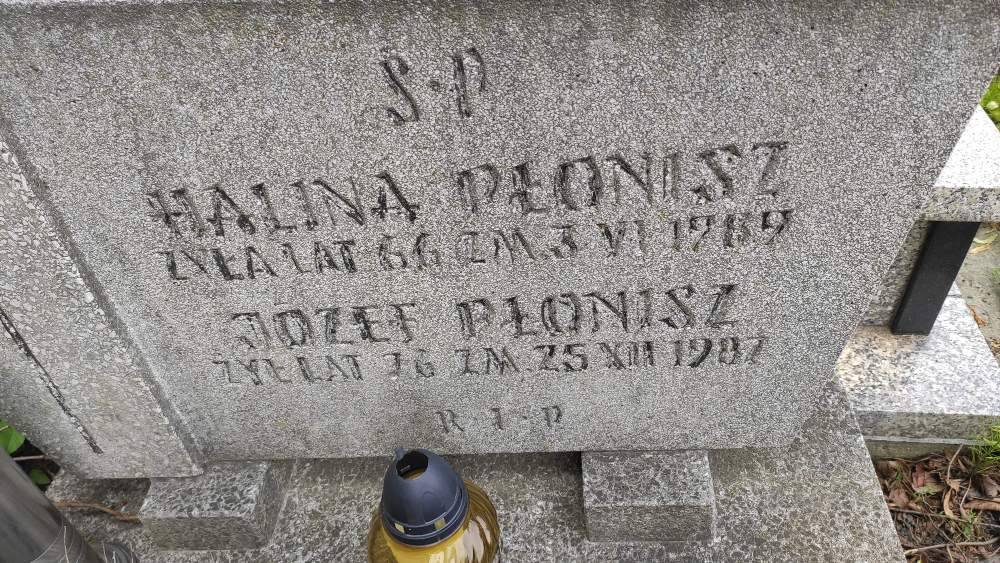 Ś·P
HALINA PŁONISZ
ŻYŁA LAT 66 ZM. 3 VI 1989
JÓZEF PŁONISZ
ŻYŁ LAT 76 ZM. 25 XII 1987
R·I·P